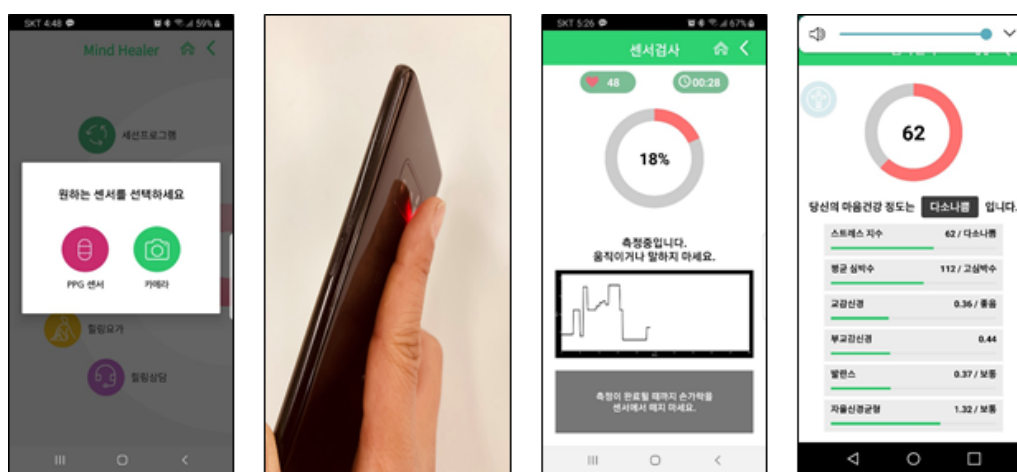 SKT 4:48
59%
Mind Healer
세선프로그램
원하는 센서를 선택하세요
PPG 센서
카메라
힐링요가
힐링상담
SKT 5:26
67%
센서검사
48
00:28
18%
측정중입니다.
움직이거나 말하지 마세요.
측정이 완료될 때까지 손가락을
센서에서 떼지 마세요.
62
당신의 마음건강 정도는 다소나쁨 입니다.
스트레스 지수 62 / 다소나쁨
평균 심박수 112 / 고심박수
교감신경 0.36 / 좋음
부교감신경 0.44
발란스 0.37 / 보통
자율신경균형 1.32 / 보통